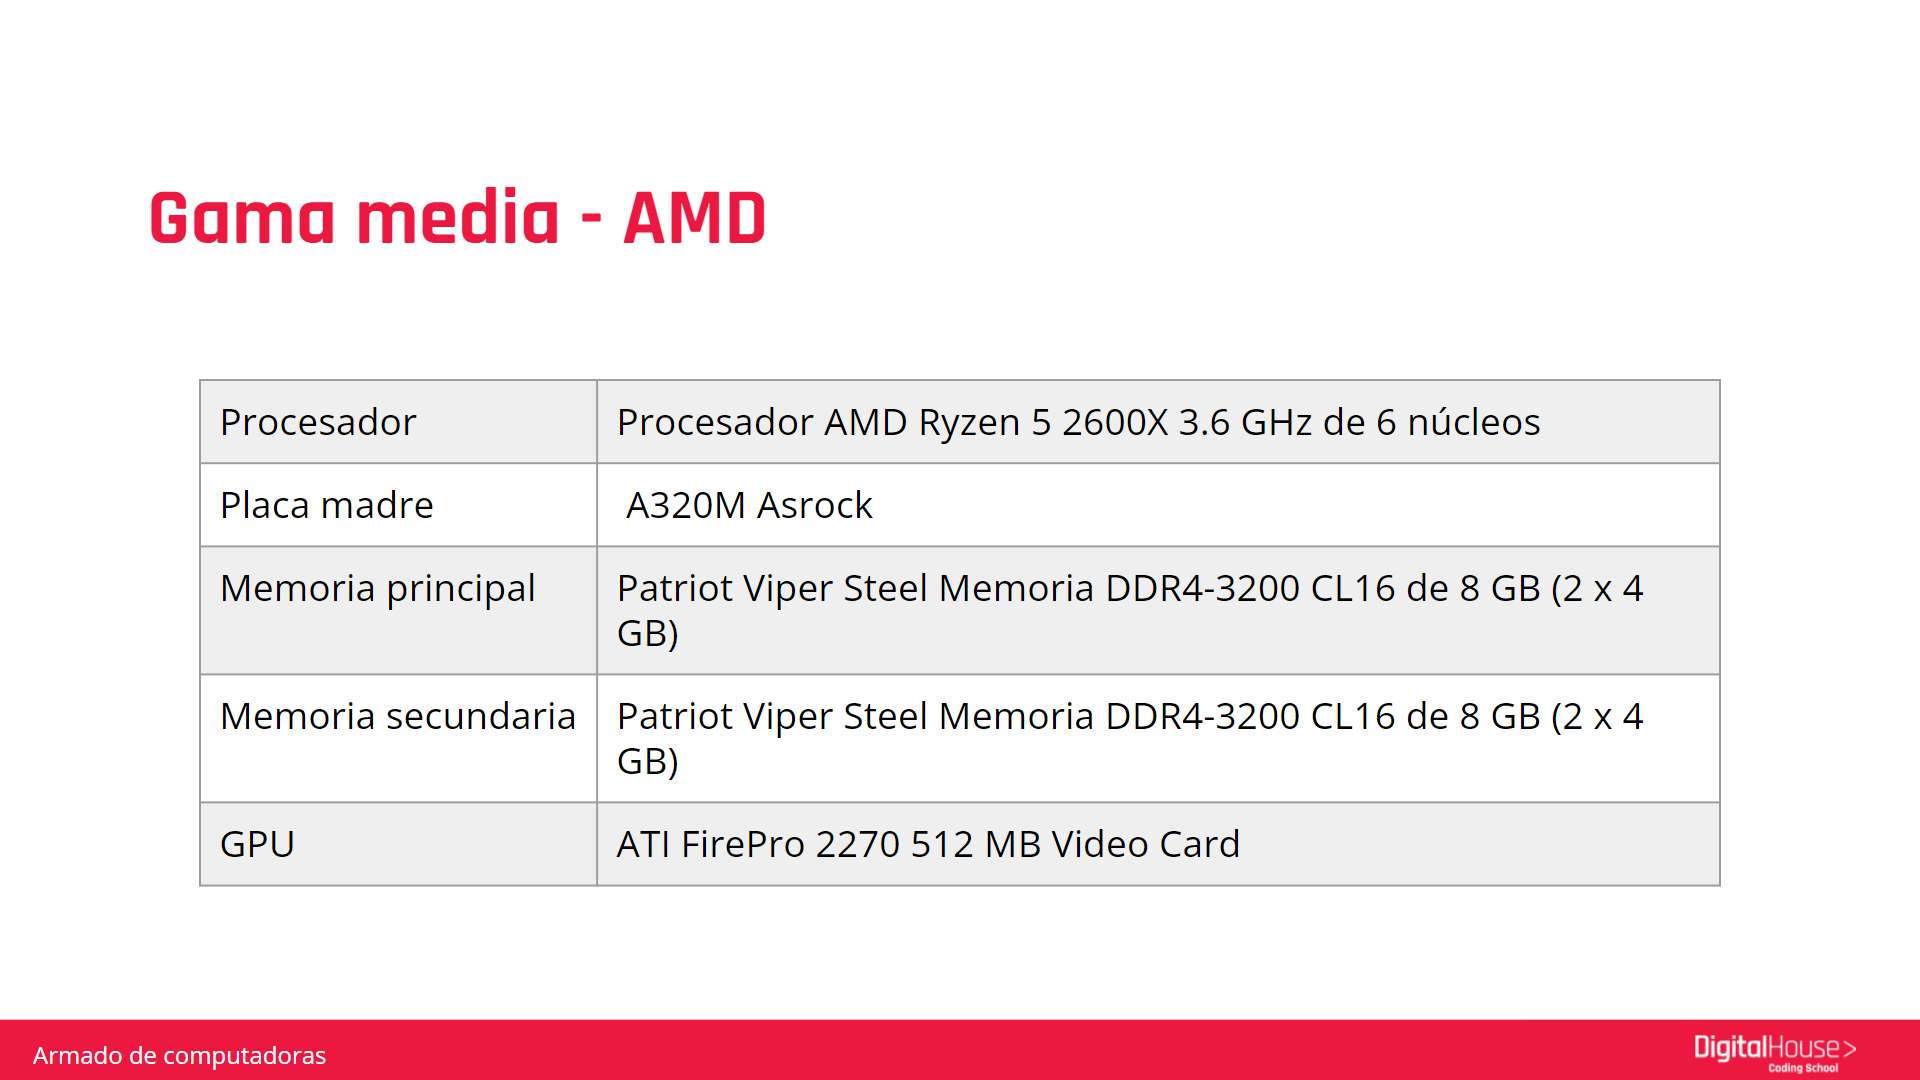 Gama media - AMD
Procesador
Procesador AMD Ryzen 5 2600X 3.6 GHz de 6 núcleos
Placa madre
A320M Asrock
Memoria principal
Patriot Viper Steel Memoria DDR4-3200 CL16 de 8 GB (2 x 4
GB)
Memoria secundaria
Patriot Viper Steel Memoria DDR4-3200 CL16 de 8 GB (2 x 4
GB)
GPU
ATI FirePro 2270 512 MB Video Card
Armado de computadoras
DigitalHouse>
Coding School